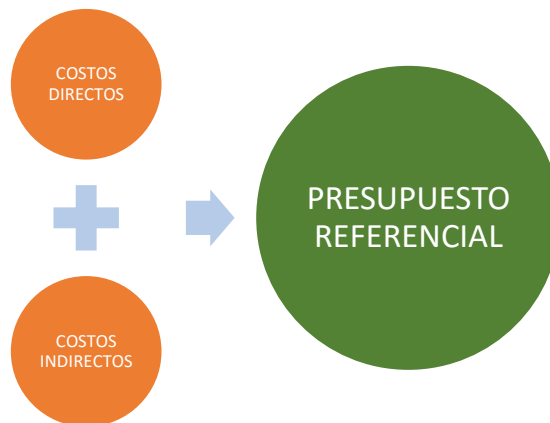 COSTOS
DIRECTOS
COSTOS
INDIRECTOS
PRESUPUESTO
REFERENCIAL